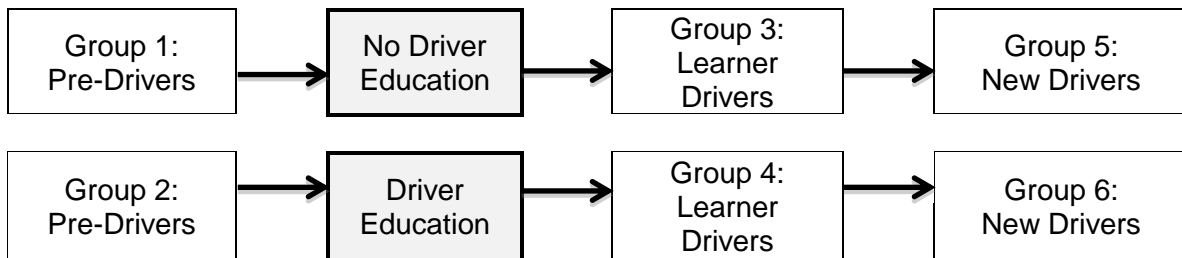 Group 1:
Pre-Drivers
No Driver
Education
Group 3:
Learner
Drivers
Group 5:
New Drivers
Group 2:
Pre-Drivers
Driver
Education
Group 4:
Learner
Drivers
Group 6:
New Drivers